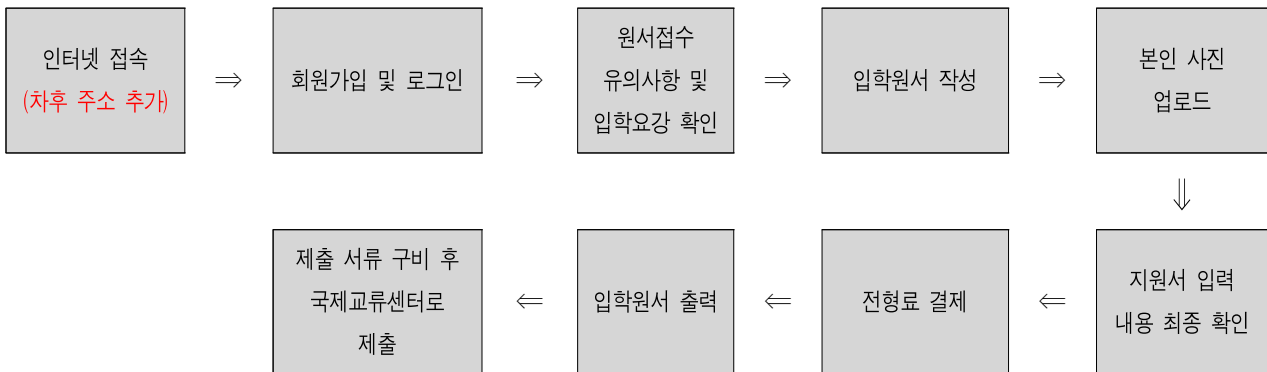 인터넷 접속
(차후 주소 추가)
⇒
회원가입 및 로그인
⇒
원서접수
유의사항 및
입학요강 확인
⇒
입학원서 작성
⇒
본인 사진
업로드
⇓
지원서 입력
내용 최종 확인
⇐
전형료 결제
⇐
입학원서 출력
⇐
제출 서류 구비 후
국제교류센터로
제출